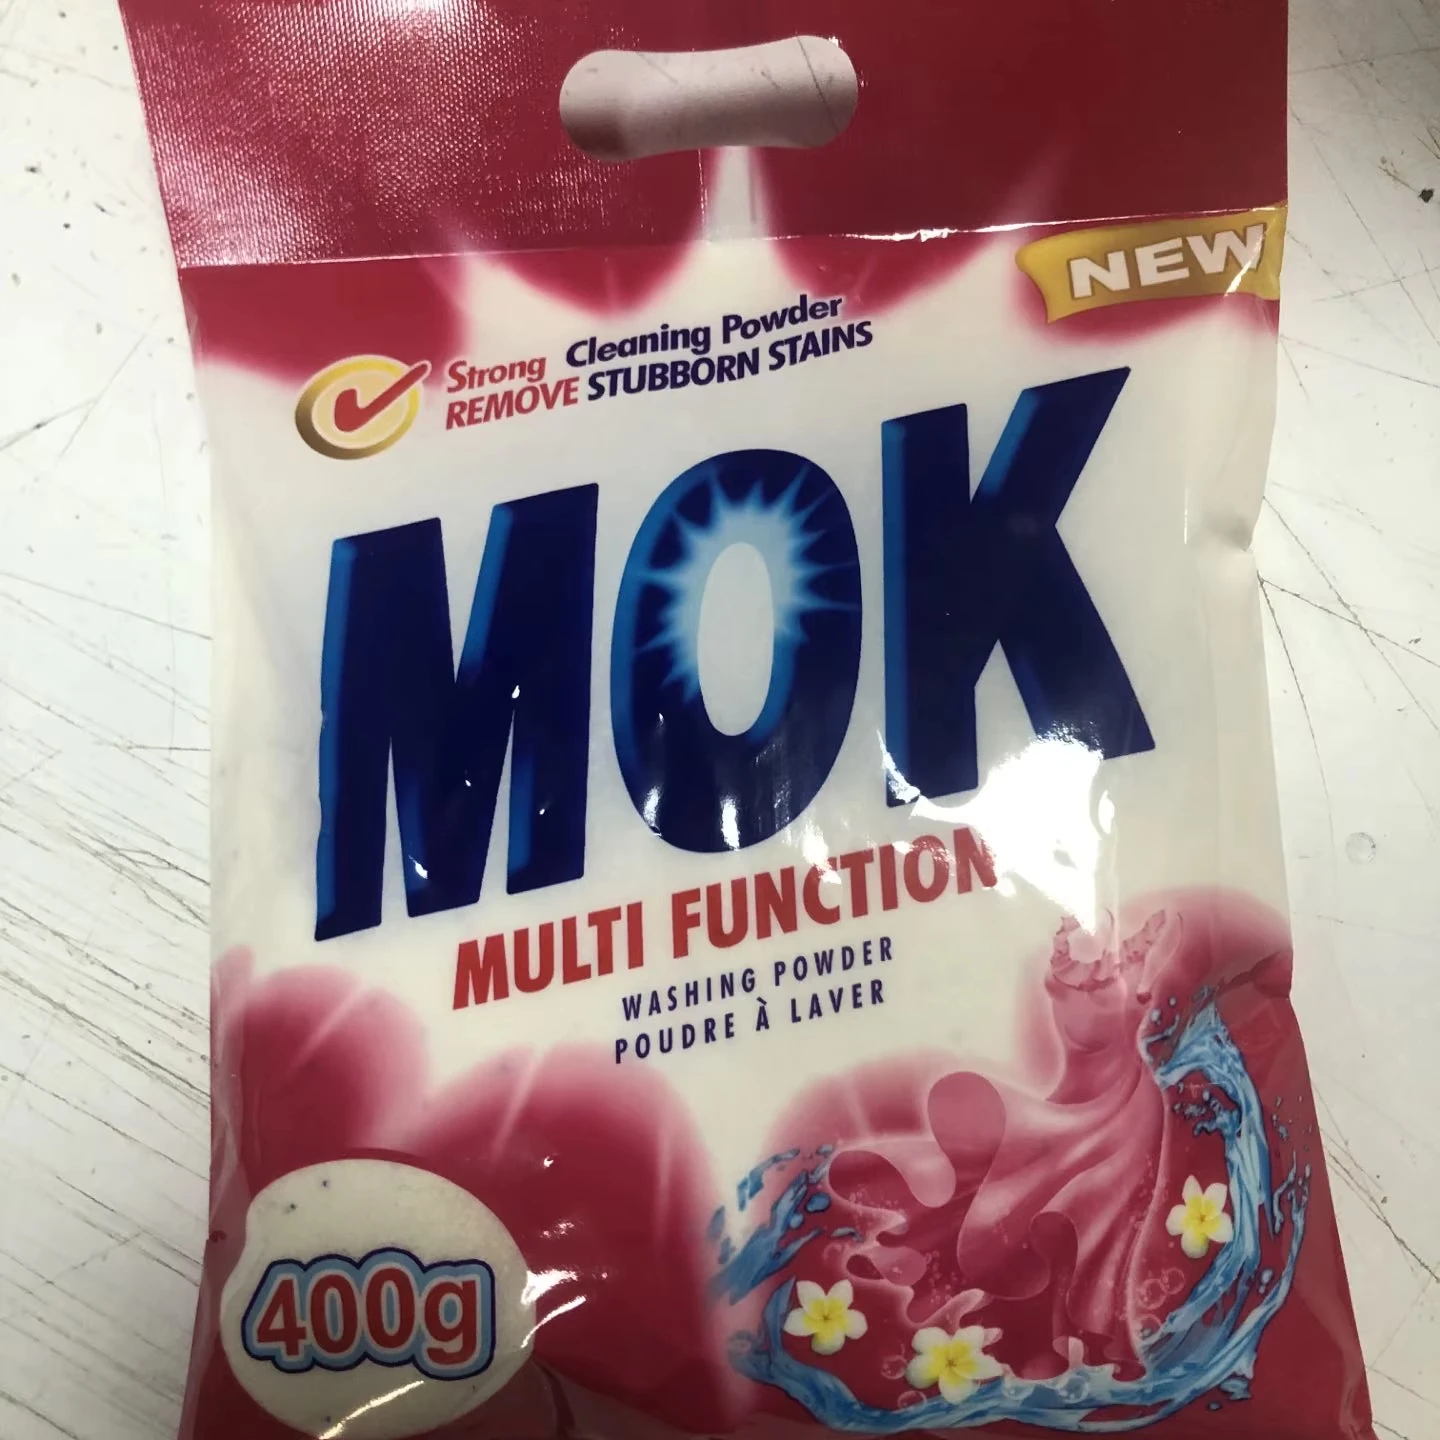 NEW
Strong Cleaning Powder
REMOVE STUBBORN STAINS
MOK
MULTI FUNCTION
WASHING POWDER
POUDRE À LAVER
400g